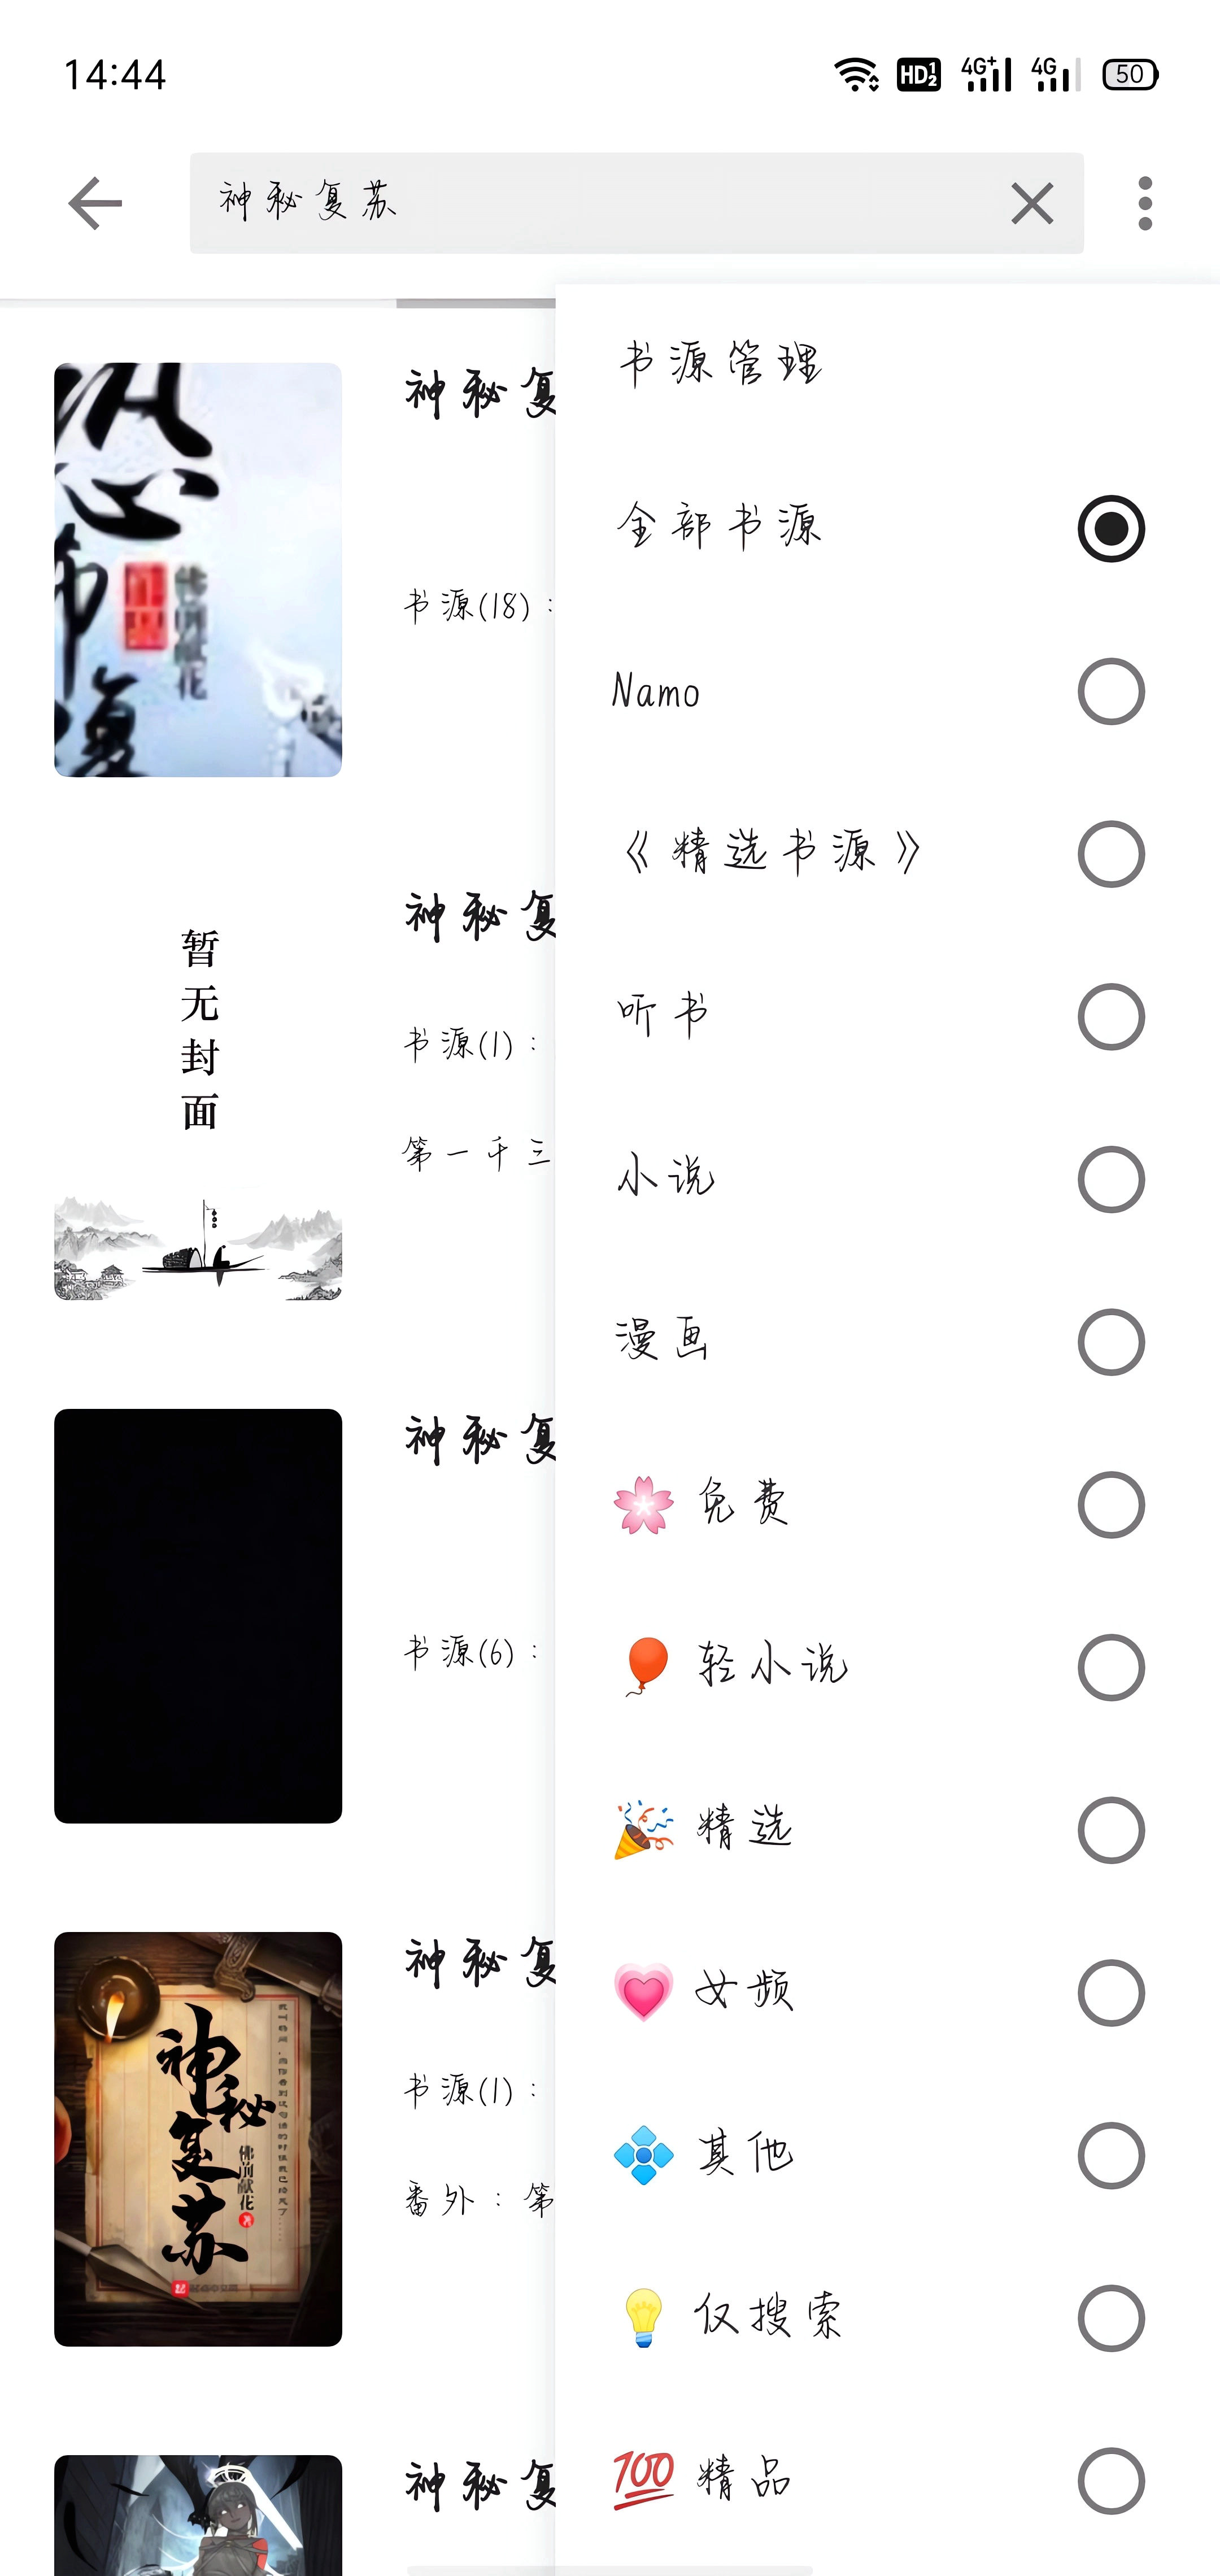 14:44
HD 1 2
4G+
4G
50
神秘复苏
书源管理
全部书源
Namo
《精选书源》
听书
小说
漫画
免费
轻小说
精选
女频
其他
仅搜索
100 精品
神秘复
书源(18) :
神秘复
书源(1) :
第一千三
暂
无
封
面
神秘复
书源(6) :
神秘复
书源(1) :
番外 : 第
神秘复苏
佛前献花
神秘复